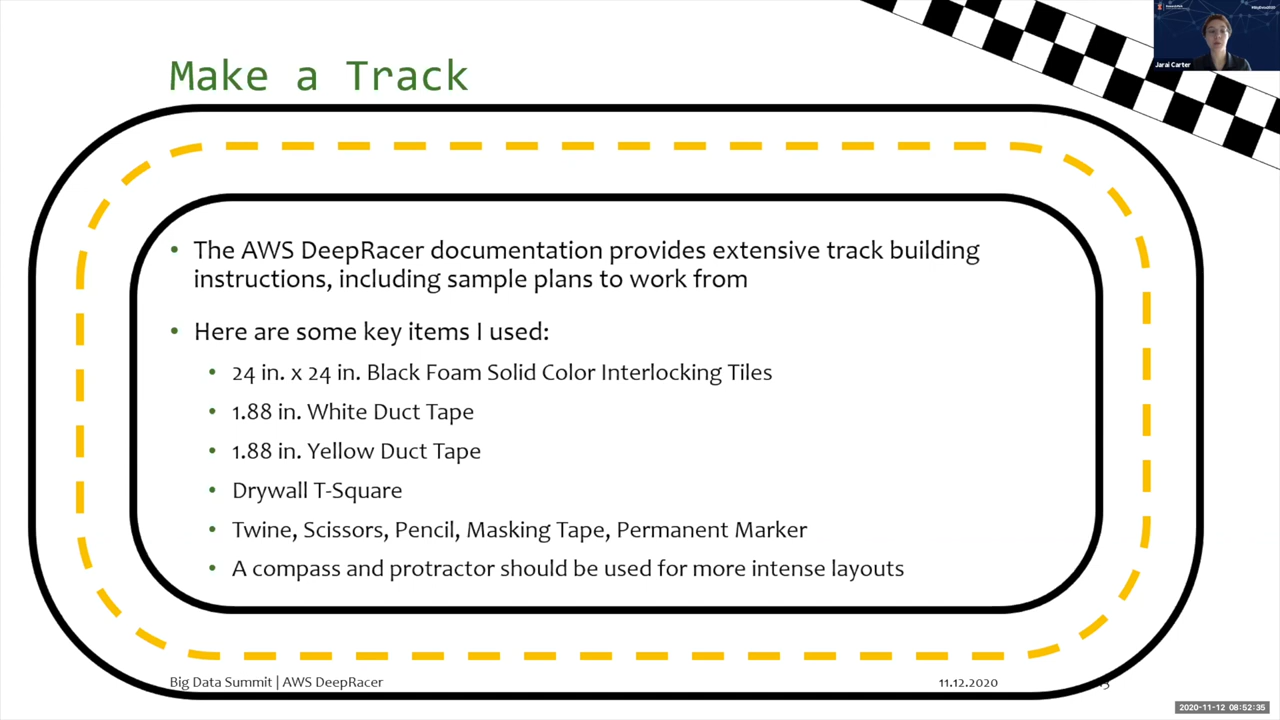 Make a Track
• The AWS DeepRacer documentation provides extensive track building
instructions, including sample plans to work from
• Here are some key items I used:
• 24 in. x 24 in. Black Foam Solid Color Interlocking Tiles
• 1.88 in. White Duct Tape
• 1.88 in. Yellow Duct Tape
• Drywall T-Square
• Twine, Scissors, Pencil, Masking Tape, Permanent Marker
• A compass and protractor should be used for more intense layouts
Big Data Summit | AWS DeepRacer
11.12.2020
Jarai Carter
2020-11-12 08:52:35